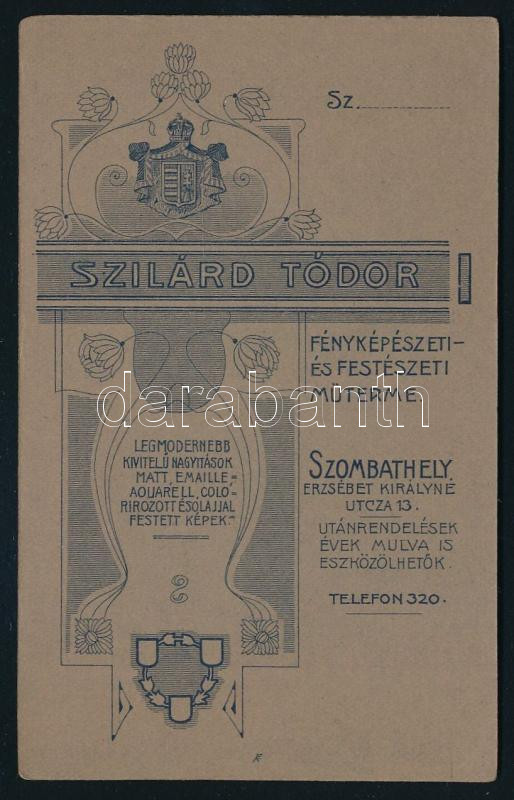 Sz.
SZILÁRD TÓDOR
FÉNYKÉPÉSZETI-
ÉS FESTÉSZETI
MŰTERME.
LEGMODERNEBB
KIVITELŰ NAGYITÁSOK
MATT, EMAILLE=
AQUARELL, COLO-
RIROZOTT ÉS OLAJJAL
FESTETT KÉPEK.
SZOMBATHELY.
ERZSÉBET KIRÁLYNÉ
UTCZA 13.
UTÁNRENDELÉSEK
ÉVEK MULVA IS
ESZKÖZÖLHETŐK.
TELEFON 320.
darabanth